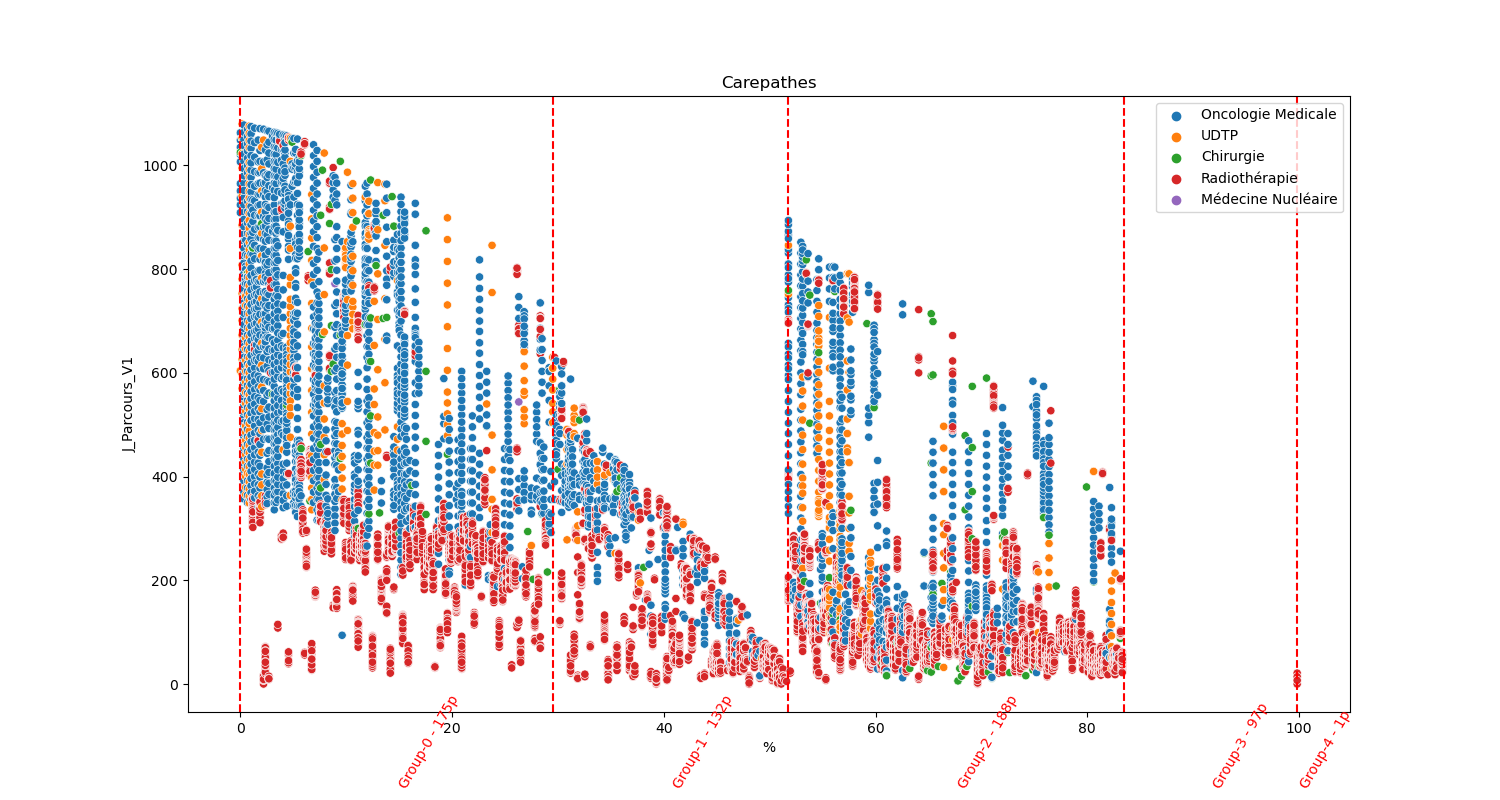 Carepathes
Oncologie Medicale
UDTP
Chirurgie
Radiothérapie
Médecine Nucléaire
J_Parcours_V1
1000
800
600
400
200
0
0
20
40
60
80
100
%
Group-0 - 175p
Group-1 - 132p
Group-2 - 188p
Group-3 - 97p
Group-4 - 1p